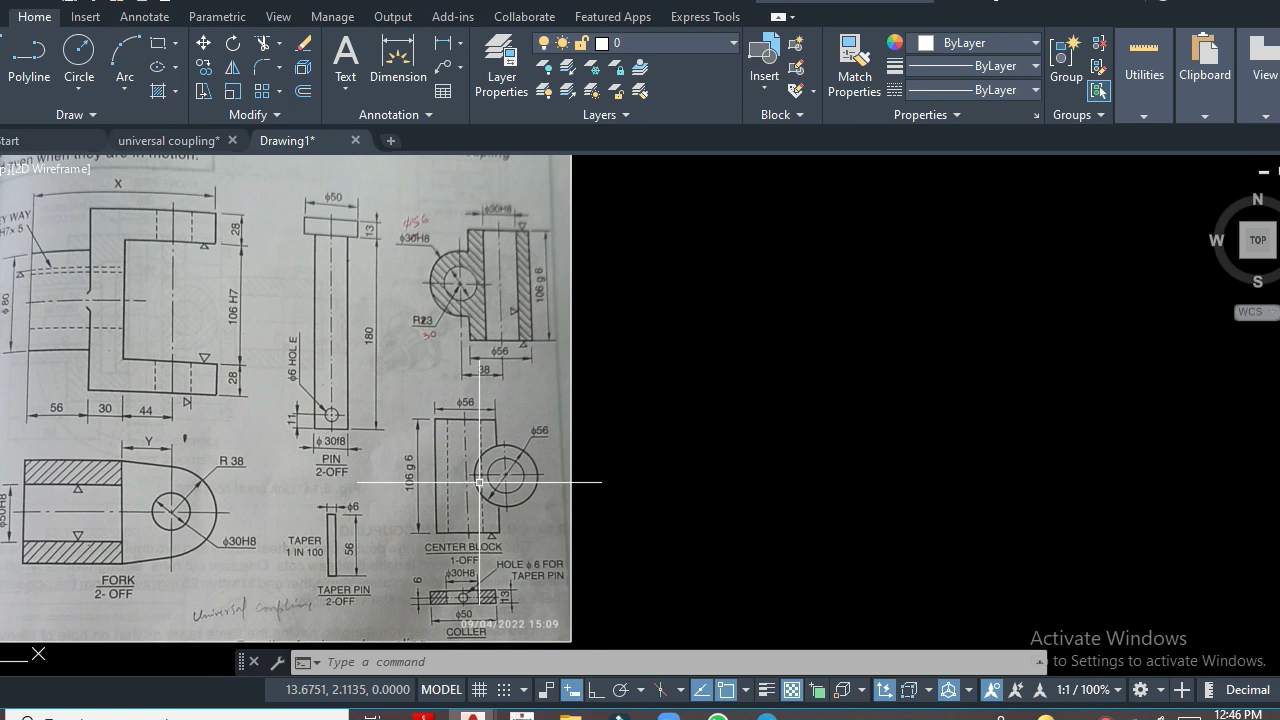 Home Insert Annotate Parametric View Manage Output Add-ins Collaborate Featured Apps Express Tools
0
ByLayer
ByLayer
ByLayer
Polyline Circle Arc Text Dimension Layer Properties Insert Match Properties Group Utilities Clipboard View
Draw Modify Annotation Layers Block Properties Groups
Start universal coupling* Drawing1*
even when they are in motion.
[2D Wireframe]
N
W TOP
S
WCS
X
28
106 H7
28
ϕ 80
56 30 44
Y
R 38
ϕ50H8
ϕ30H8
FORK
2- OFF
ϕ50
13
180
ϕ6 HOLE
11
ϕ 30f8
PIN
2-OFF
ϕ6
TAPER
1 IN 100
56
TAPER PIN
2-OFF
Universal Coupling
ϕ30H8
ϕ56
ϕ30H8
106 g 6
R23
30
ϕ56
38
ϕ56
ϕ56
106 g 6
CENTER BLOCK
1-OFF
HOLE ϕ 6 FOR
TAPER PIN
ϕ30H8
6
13
ϕ50
COLLER
09/04/2022 15:09
Activate Windows
to Settings to activate Windows.
Type a command
13.6751, 2.1135, 0.0000 MODEL 1:1 / 100% Decimal
12:46 PM